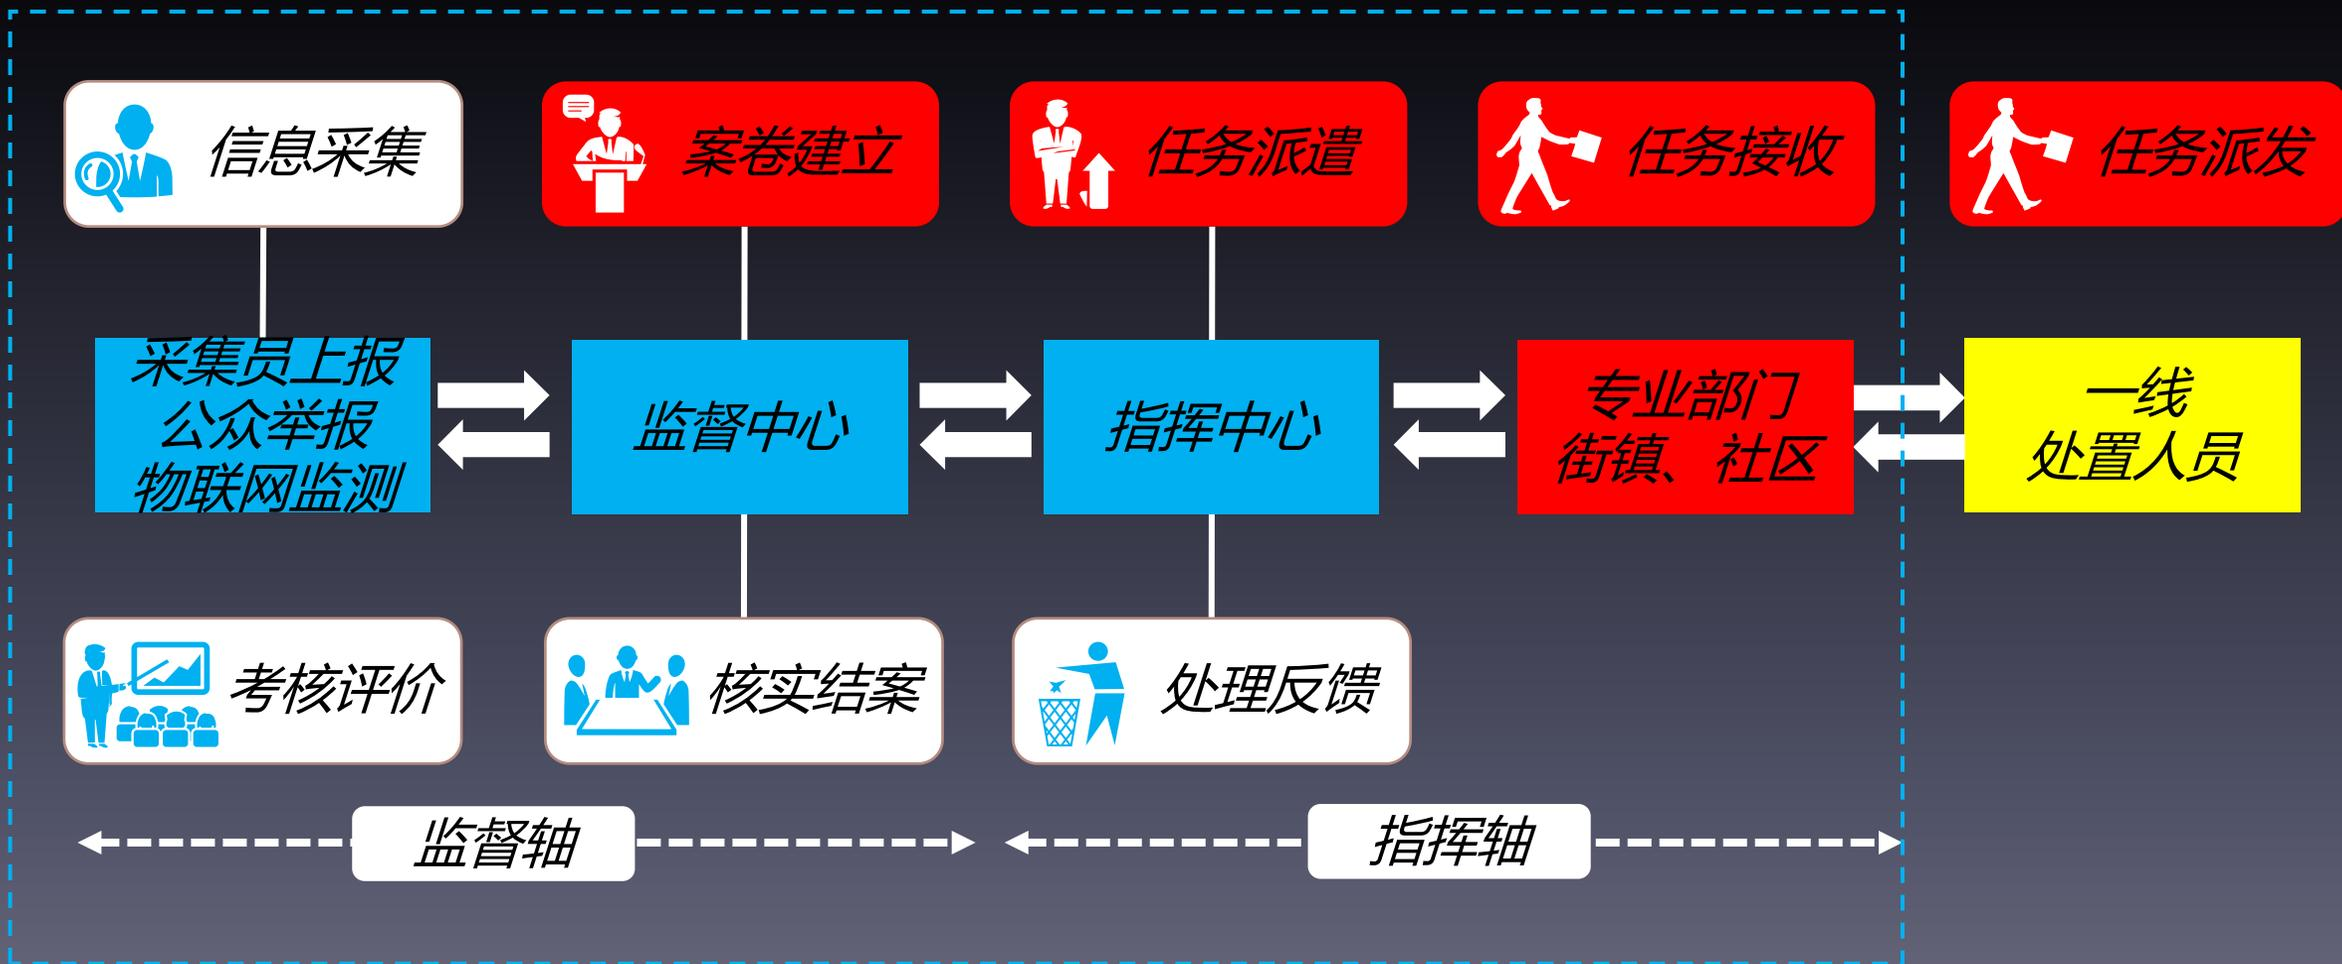 信息采集
案卷建立
任务派遣
任务接收
任务派发
采集员上报
公众举报
物联网监测
监督中心
指挥中心
专业部门
街镇、社区
一线
处置人员
考核评价
核实结案
处理反馈
监督轴
指挥轴